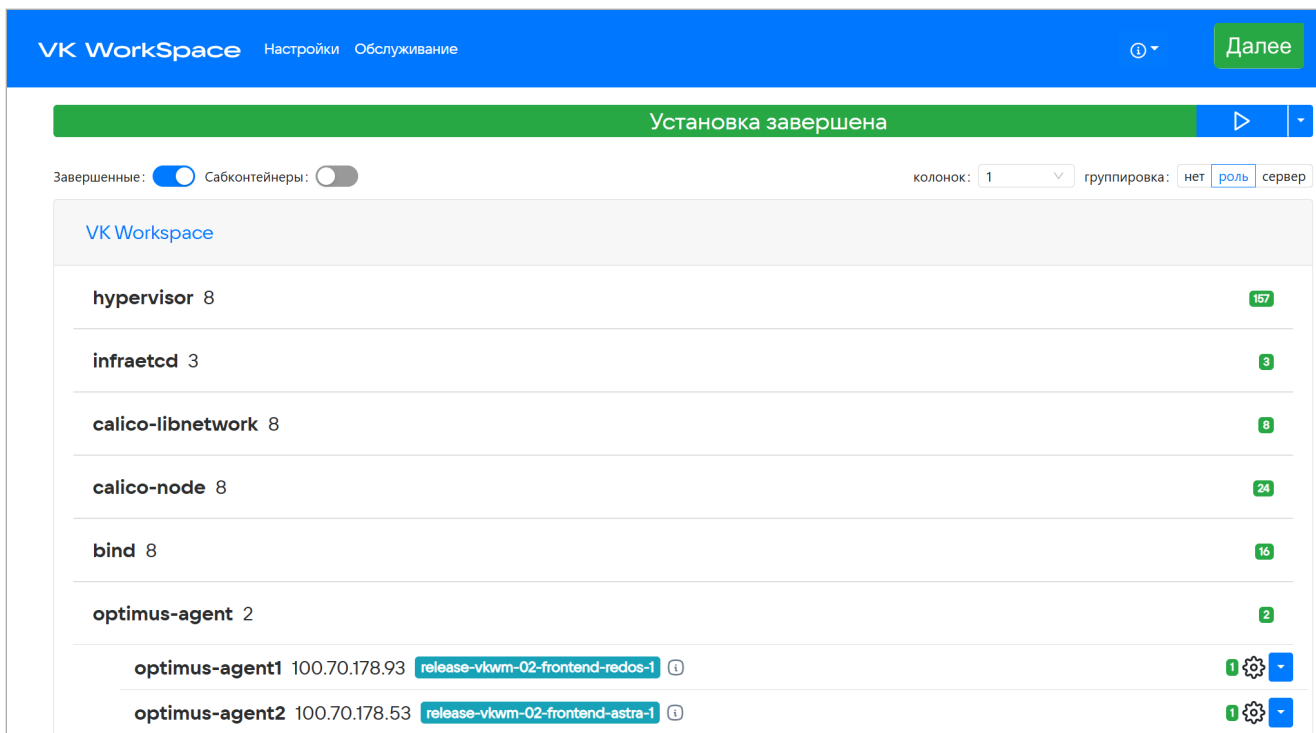 VK WorkSpace Настройки Обслуживание Далее
Установка завершена
Завершенные: Сабконтейнеры: колонок: 1 группировка: нет роль сервер
VK Workspace
hypervisor 8 157
infraetcd 3 3
calico-libnetwork 8 8
calico-node 8 24
bind 8 16
optimus-agent 2 2
optimus-agent1 100.70.178.93 release-vkwm-02-frontend-redos-1 1
optimus-agent2 100.70.178.53 release-vkwm-02-frontend-astra-1 1